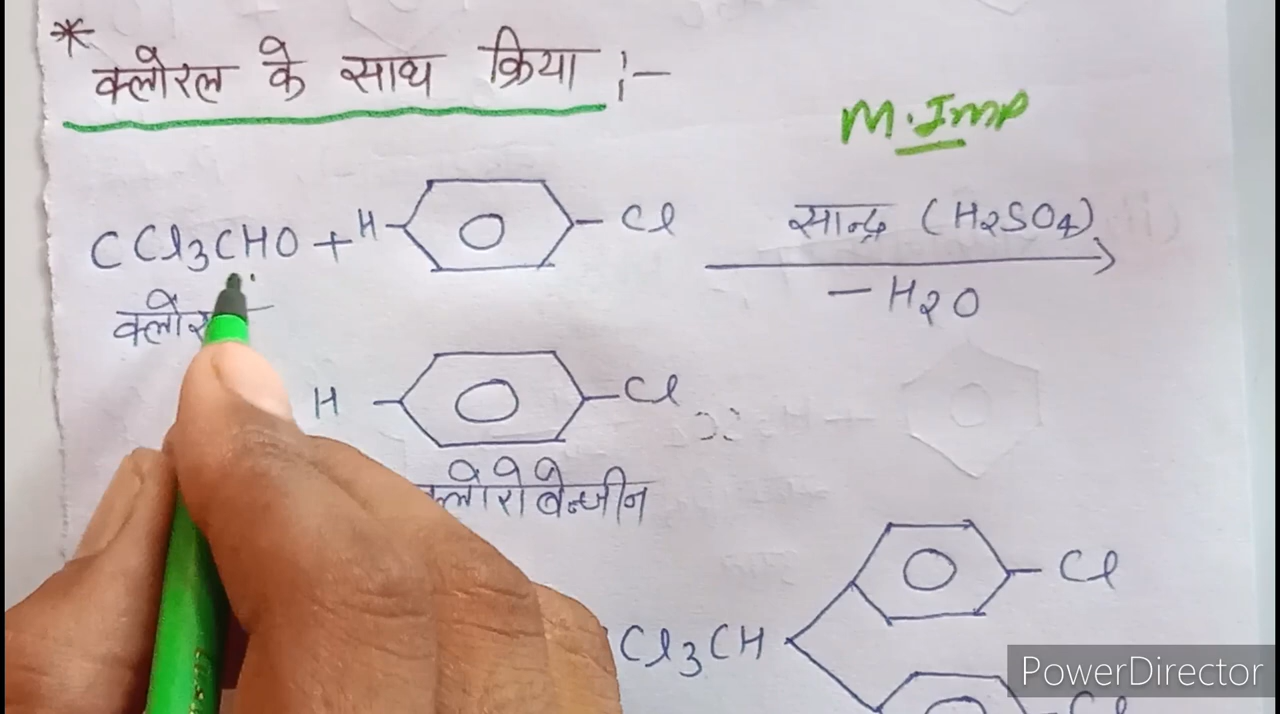 * क्लोरल के साथ क्रिया :-
M. Imp
CCl3CHO + H Cl सान्द्र (H2SO4)
- H2O
H Cl
Cl
Cl3CH
PowerDirector